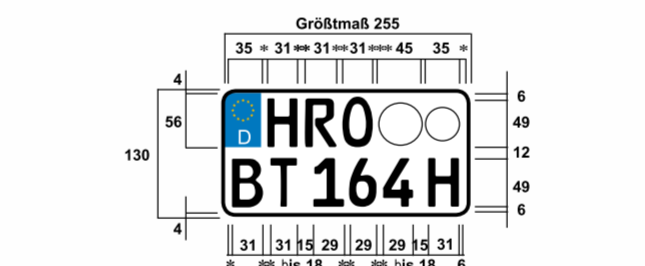 Größtmaß 255
35 * 31 ** 31 ** 31 *** 45 35 *
4
56
130
4
D
HRO
BT 164 H
6
49
12
49
6
31 31 15 29 29 29 15 31
* ** bis 18 ** ** bis 18 6